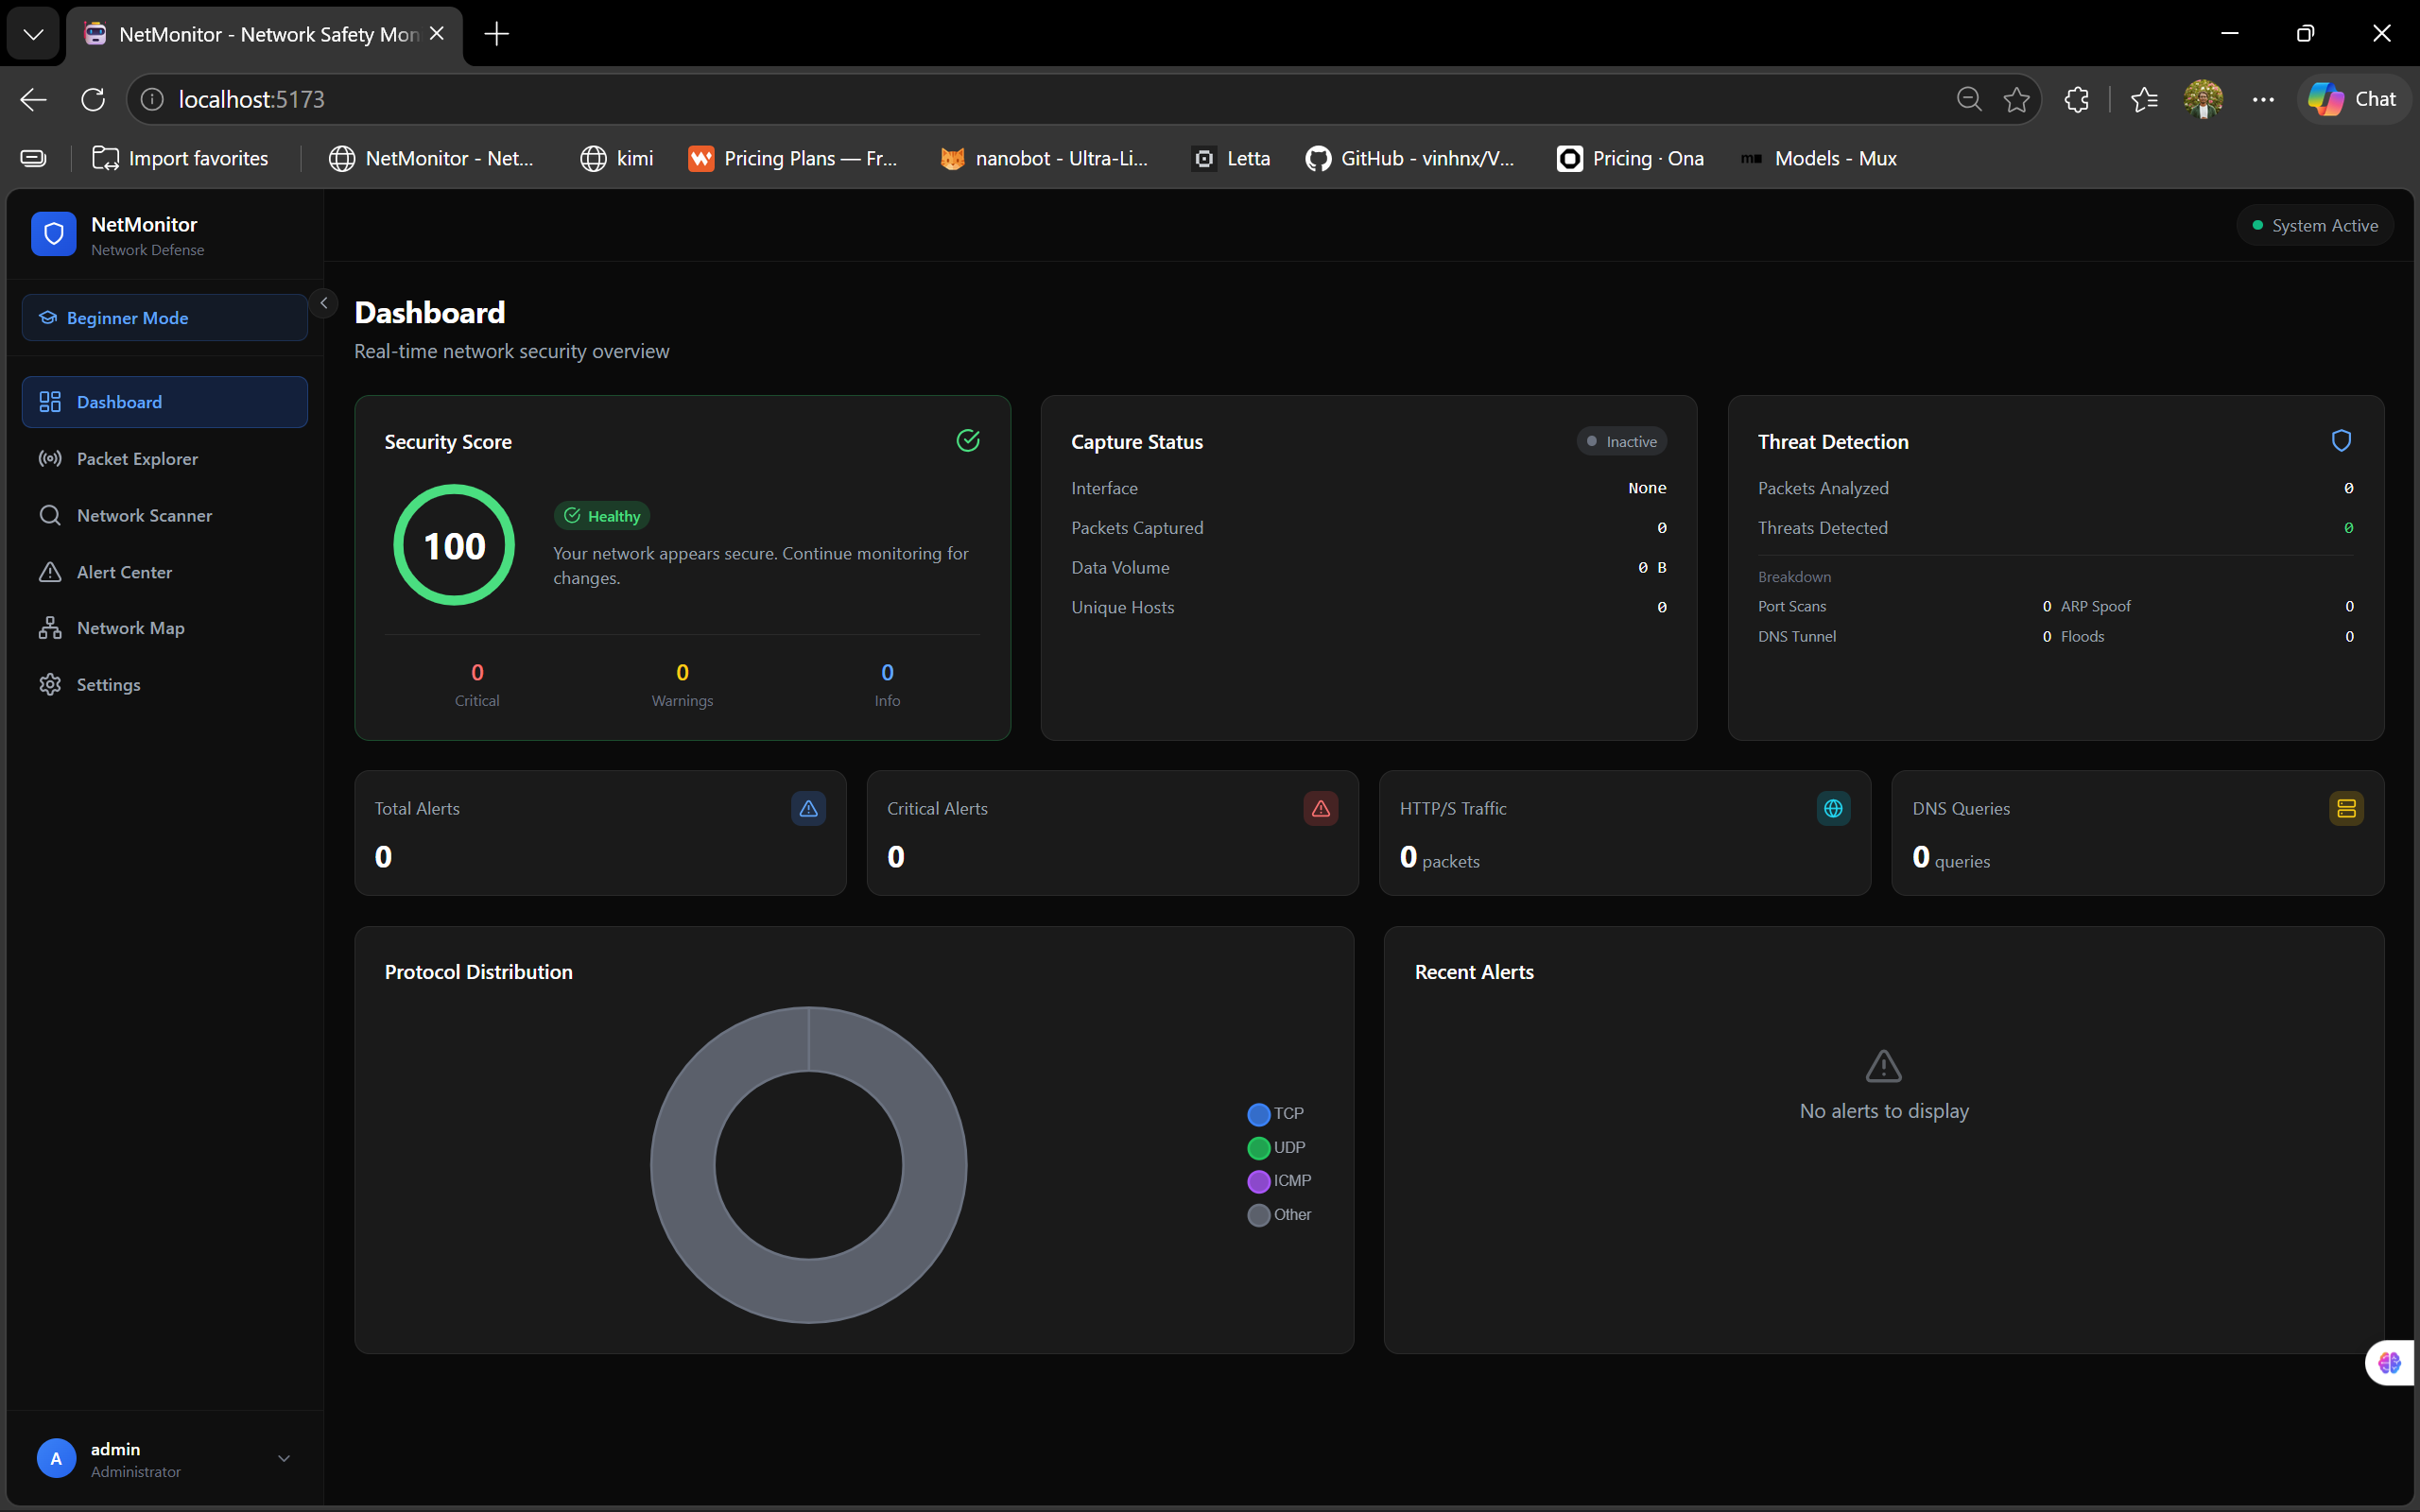 NetMonitor - Network Safety Mon
localhost:5173
Chat
Import favorites
NetMonitor - Net...
kimi
Pricing Plans — Fr...
nanobot - Ultra-Li...
Letta
GitHub - vinhnx/V...
Pricing · Ona
Models - Mux
NetMonitor
Network Defense
System Active
Beginner Mode
Dashboard
Packet Explorer
Network Scanner
Alert Center
Network Map
Settings
Dashboard
Real-time network security overview
Security Score
100
Healthy
Your network appears secure. Continue monitoring for
changes.
0
Critical
0
Warnings
0
Info
Capture Status
Inactive
Interface None
Packets Captured 0
Data Volume 0 B
Unique Hosts 0
Threat Detection
Packets Analyzed 0
Threats Detected 0
Breakdown
Port Scans 0 ARP Spoof 0
DNS Tunnel 0 Floods 0
Total Alerts
0
Critical Alerts
0
HTTP/S Traffic
0 packets
DNS Queries
0 queries
Protocol Distribution
TCP
UDP
ICMP
Other
Recent Alerts
No alerts to display
A
admin
Administrator